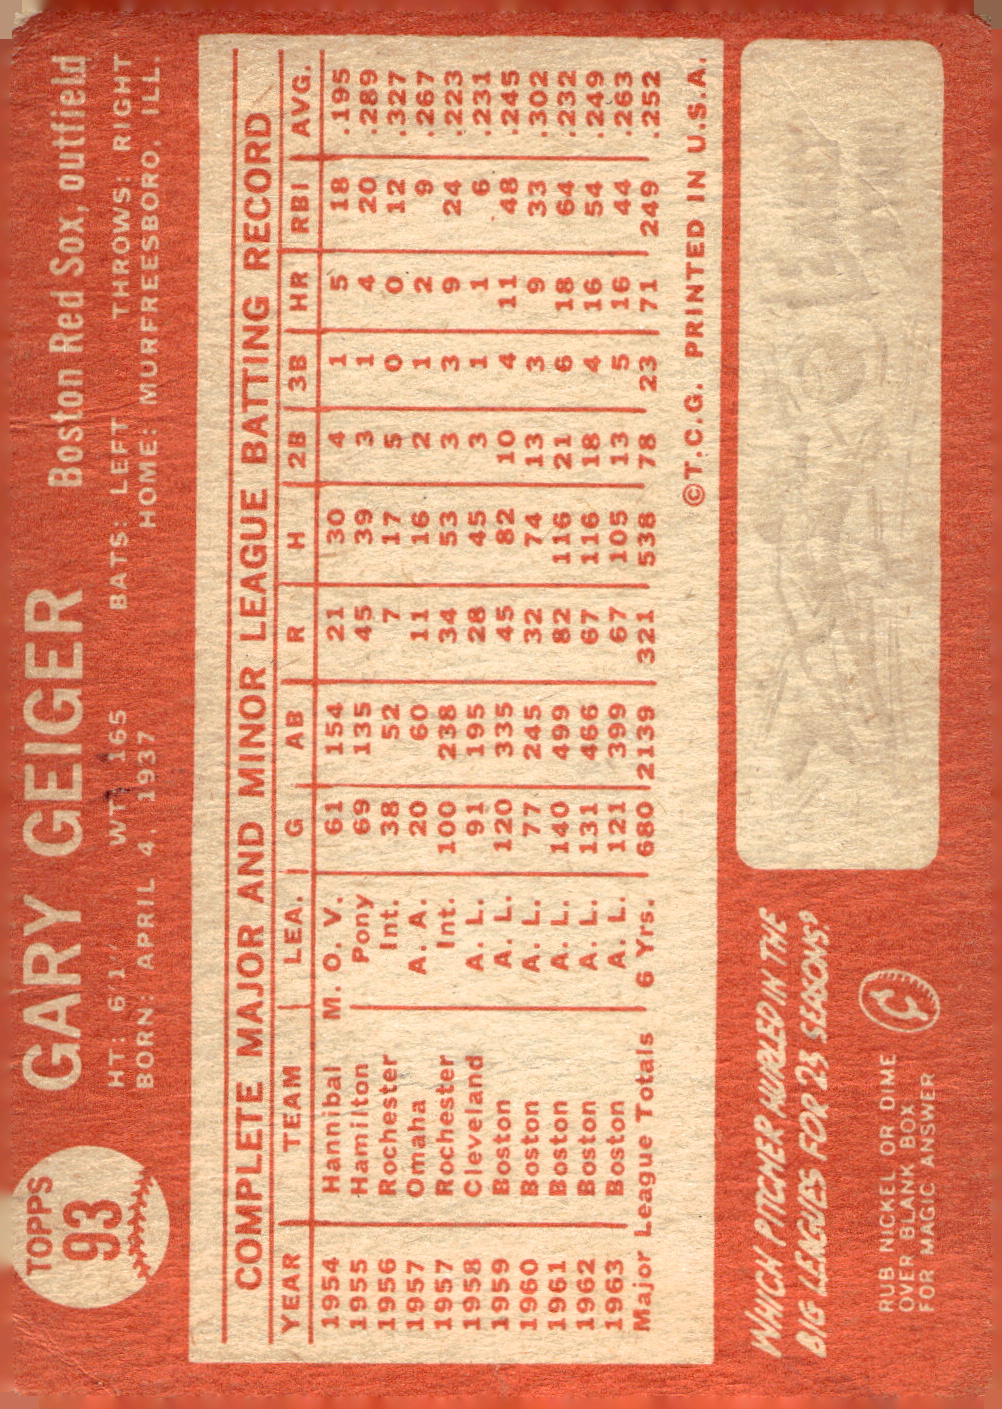 TOPPS
93
GARY GEIGER
Boston Red Sox, outfield
HT: 6'1" WT: 165 BATS: LEFT THROWS: RIGHT
BORN: APRIL 4, 1937 HOME: MURFREESBORO, ILL.
COMPLETE MAJOR AND MINOR LEAGUE BATTING RECORD
YEAR TEAM LEA. G AB R H 2B 3B HR RBI AVG.
1954 Hannibal M. O. V. 61 154 21 30 4 1 5 18 .195
1955 Hamilton Pony 69 135 45 39 3 1 4 20 .289
1956 Rochester Int. 38 52 7 17 5 0 0 12 .327
1957 Omaha A. A. 20 60 11 16 2 1 2 9 .267
1957 Rochester Int. 100 238 34 53 3 3 9 24 .223
1958 Cleveland A. L. 91 195 28 45 3 1 1 6 .231
1959 Boston A. L. 120 335 45 82 10 4 11 48 .245
1960 Boston A. L. 77 245 32 74 13 3 9 33 .302
1961 Boston A. L. 140 499 82 116 21 6 18 64 .232
1962 Boston A. L. 131 466 67 116 18 4 16 54 .249
1963 Boston A. L. 121 399 67 105 13 5 16 44 .263
Major League Totals 6 Yrs. 680 2139 321 538 78 23 71 249 .252
©T.C.G. PRINTED IN U.S.A.
WHICH PITCHER HURLED IN THE
BIG LEAGUES FOR 23 SEASONS?
RUB NICKEL OR DIME
OVER BLANK BOX
FOR MAGIC ANSWER
EARLY
WYNN